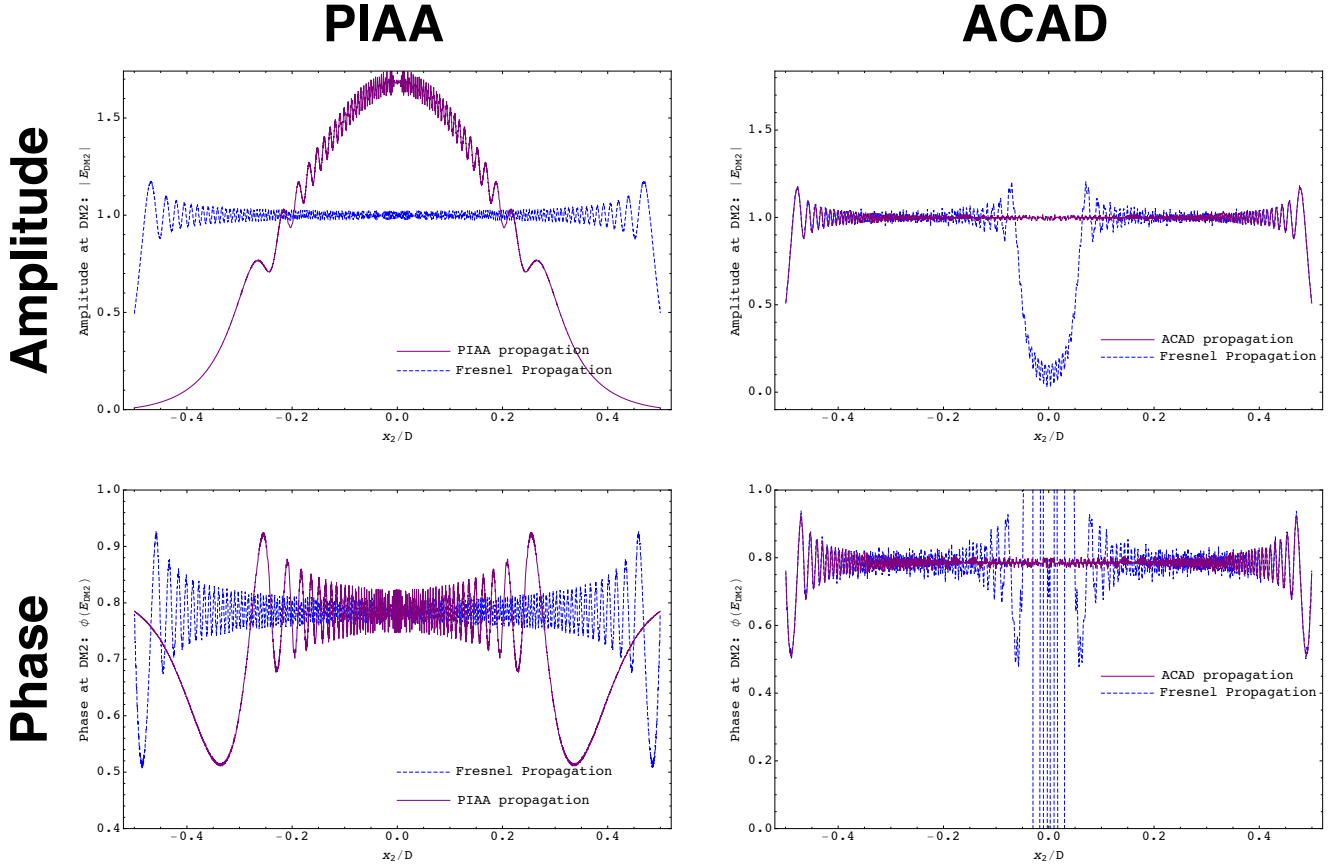 PIAA
ACAD
Amplitude
Amplitude at DM2: |E_DM2|
1.5
1.0
0.5
0.0
PIAA propagation
Fresnel Propagation
−0.4
−0.2
0.0
0.2
0.4
x_2/D
Amplitude at DM2: |E_DM2|
1.5
1.0
0.5
0.0
ACAD propagation
Fresnel Propagation
−0.4
−0.2
0.0
0.2
0.4
x_2/D
Phase
Phase at DM2: ϕ(E_DM2)
1.0
0.9
0.8
0.7
0.6
0.5
0.4
Fresnel Propagation
PIAA propagation
−0.4
−0.2
0.0
0.2
0.4
x_2/D
Phase at DM2: ϕ(E_DM2)
1.0
0.8
0.6
0.4
0.2
0.0
ACAD propagation
Fresnel Propagation
−0.4
−0.2
0.0
0.2
0.4
x_2/D